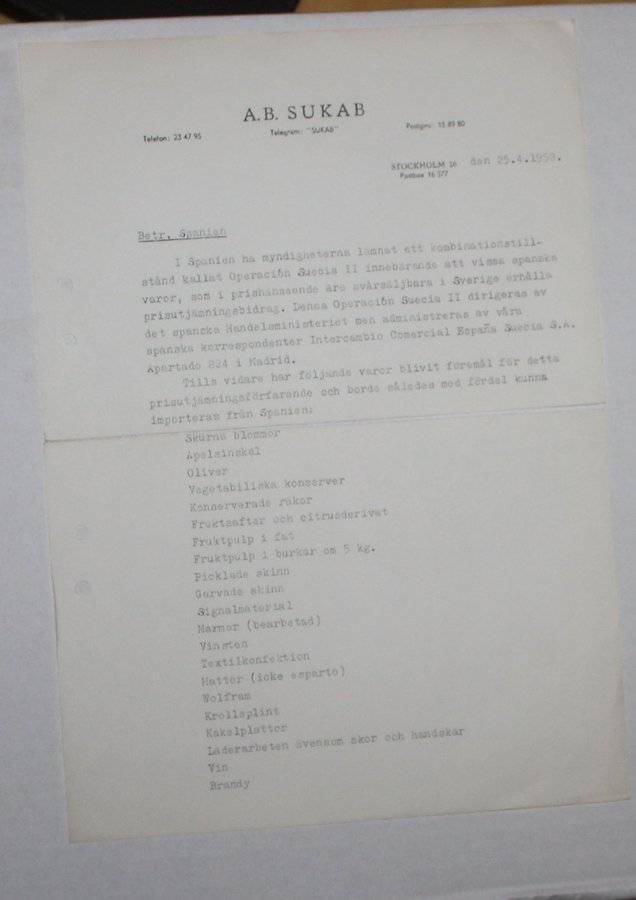 A.B. SUKAB
Telefon: 23 47 95 Telegram: "SUKAB" Postgiro: 15 89 80
STOCKHOLM 16 den 25.4.1958.
Postbox 16 377
Betr. Spanien
I Spanien ha myndigheterna lämnat ett kombinationstill-
stånd kallat Operación Suecia II innebärande att vissa spanska
varor, som i prishänseende äro svårsäljbara i Sverige erhålla
prisutjämningsbidrag. Denna Operación Suecia II dirigeras av
det spanska Handelsministeriet men administreras av våra
spanska korrespondenter Intercambio Comercial España Suecia S.A.
Apartado 824 i Madrid.
Tills vidare har följande varor blivit föremål för detta
prisutjämningsförfarande och borde således med fördel kunna
importeras från Spanien:
Skurna blommor
Apelsinskal
Oliver
Vegetabiliska konserver
Konserverade räkor
Fruktsafter och citrusderivat
Fruktpulp i fat
Fruktpulp i burkar om 5 kg.
Picklade skinn
Garvade skinn
Signalmaterial
Marmor (bearbetad)
Vinsten
Textilkonfektion
Mattor (icke esparto)
Wolfram
Krollsplint
Kakelplattor
Läderarbeten ävensom skor och handskar
Vin
Brandy